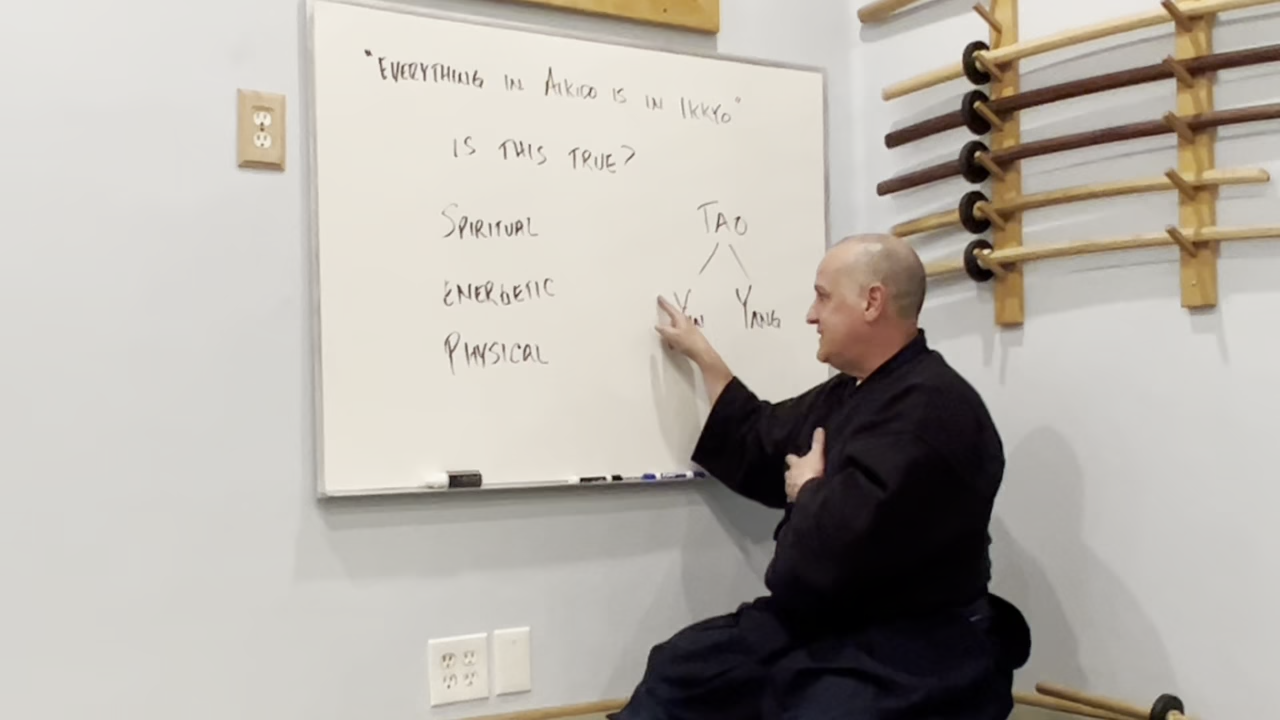 "EVERYTHING IN AIKIDO IS IN IKKYO"
IS THIS TRUE?
SPIRITUAL
ENERGETIC
PHYSICAL
TAO
YIN YANG